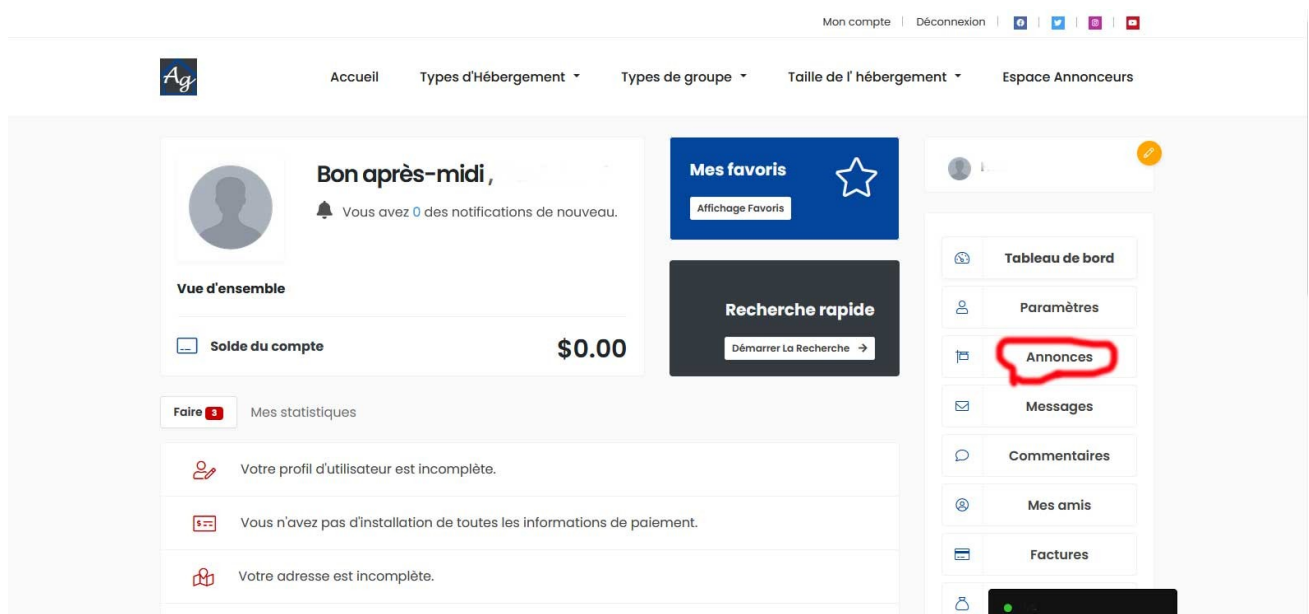 Mon compte
Déconnexion
Ag
Accueil
Types d'Hébergement
Types de groupe
Taille de l' hébergement
Espace Annonceurs
Bon après-midi ,
Vous avez 0 des notifications de nouveau.
Vue d'ensemble
Solde du compte
$0.00
Mes favoris
Affichage Favoris
Recherche rapide
Démarrer La Recherche →
Faire 3
Mes statistiques
Votre profil d'utilisateur est incomplète.
Vous n'avez pas d'installation de toutes les informations de paiement.
Votre adresse est incomplète.
Tableau de bord
Paramètres
Annonces
Messages
Commentaires
Mes amis
Factures